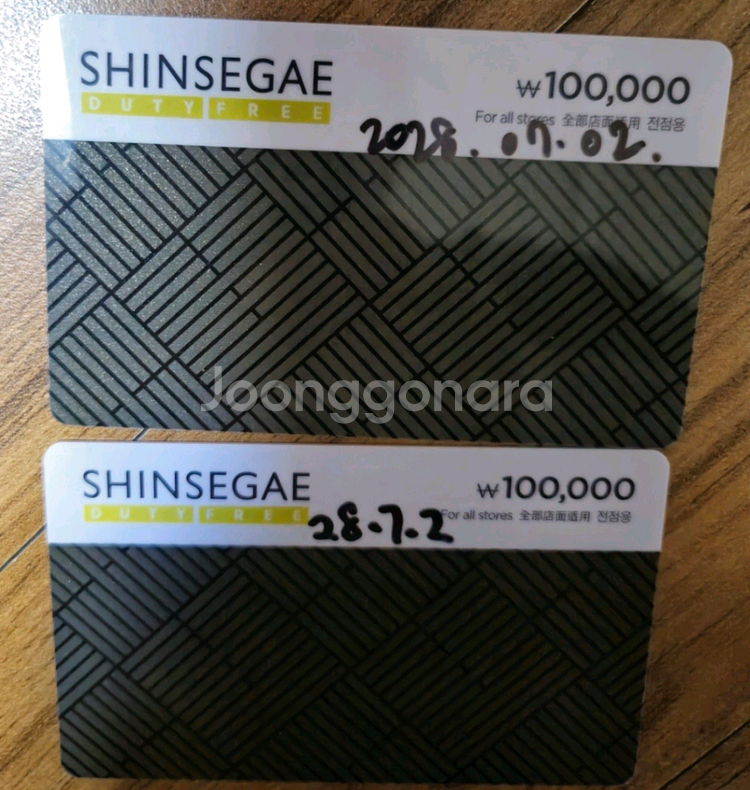 SHINSEGAE
DUTY FREE
₩100,000
For all stores 全部店面适用 전점용
2028.07.02.
Joonggonara
SHINSEGAE
DUTY FREE
₩100,000
For all stores 全部店面适用 전점용
28.7.2